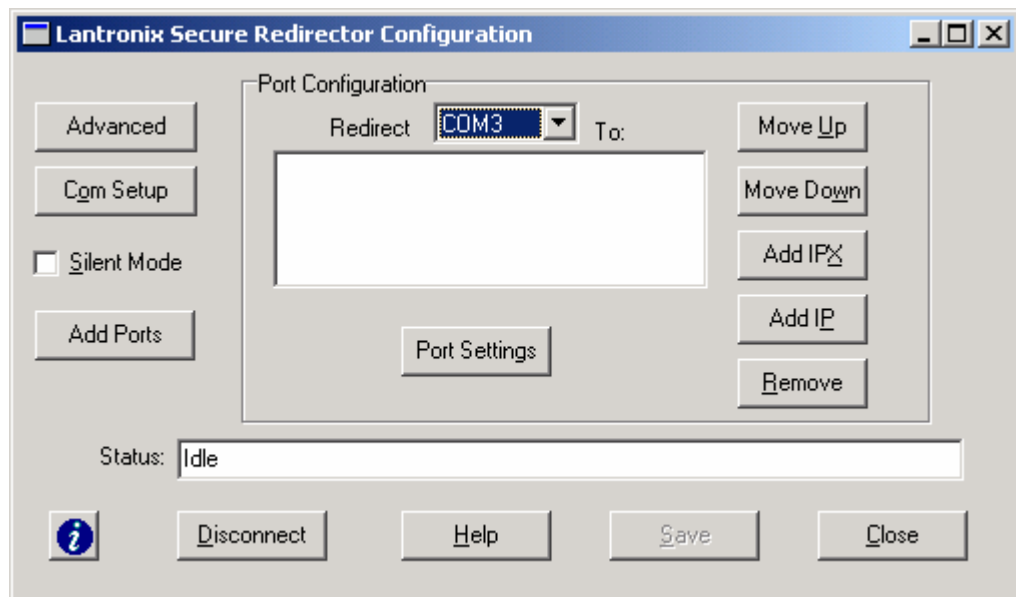 Lantronix Secure Redirector Configuration
Port Configuration
Advanced
Redirect COM3 To:
Move Up
Com Setup
Move Down
Silent Mode
Add IPX
Add Ports
Add IP
Port Settings
Remove
Status: Idle
i Disconnect Help Save Close